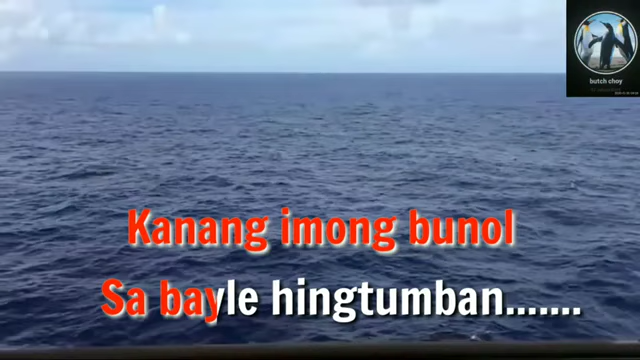 butch choy
Kanang imong bunol
Sa bayle hingtumban.......